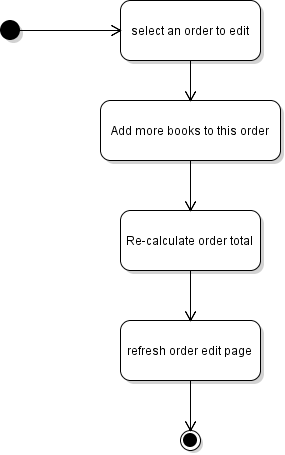 select an order to edit
Add more books to this order
Re-calculate order total
refresh order edit page